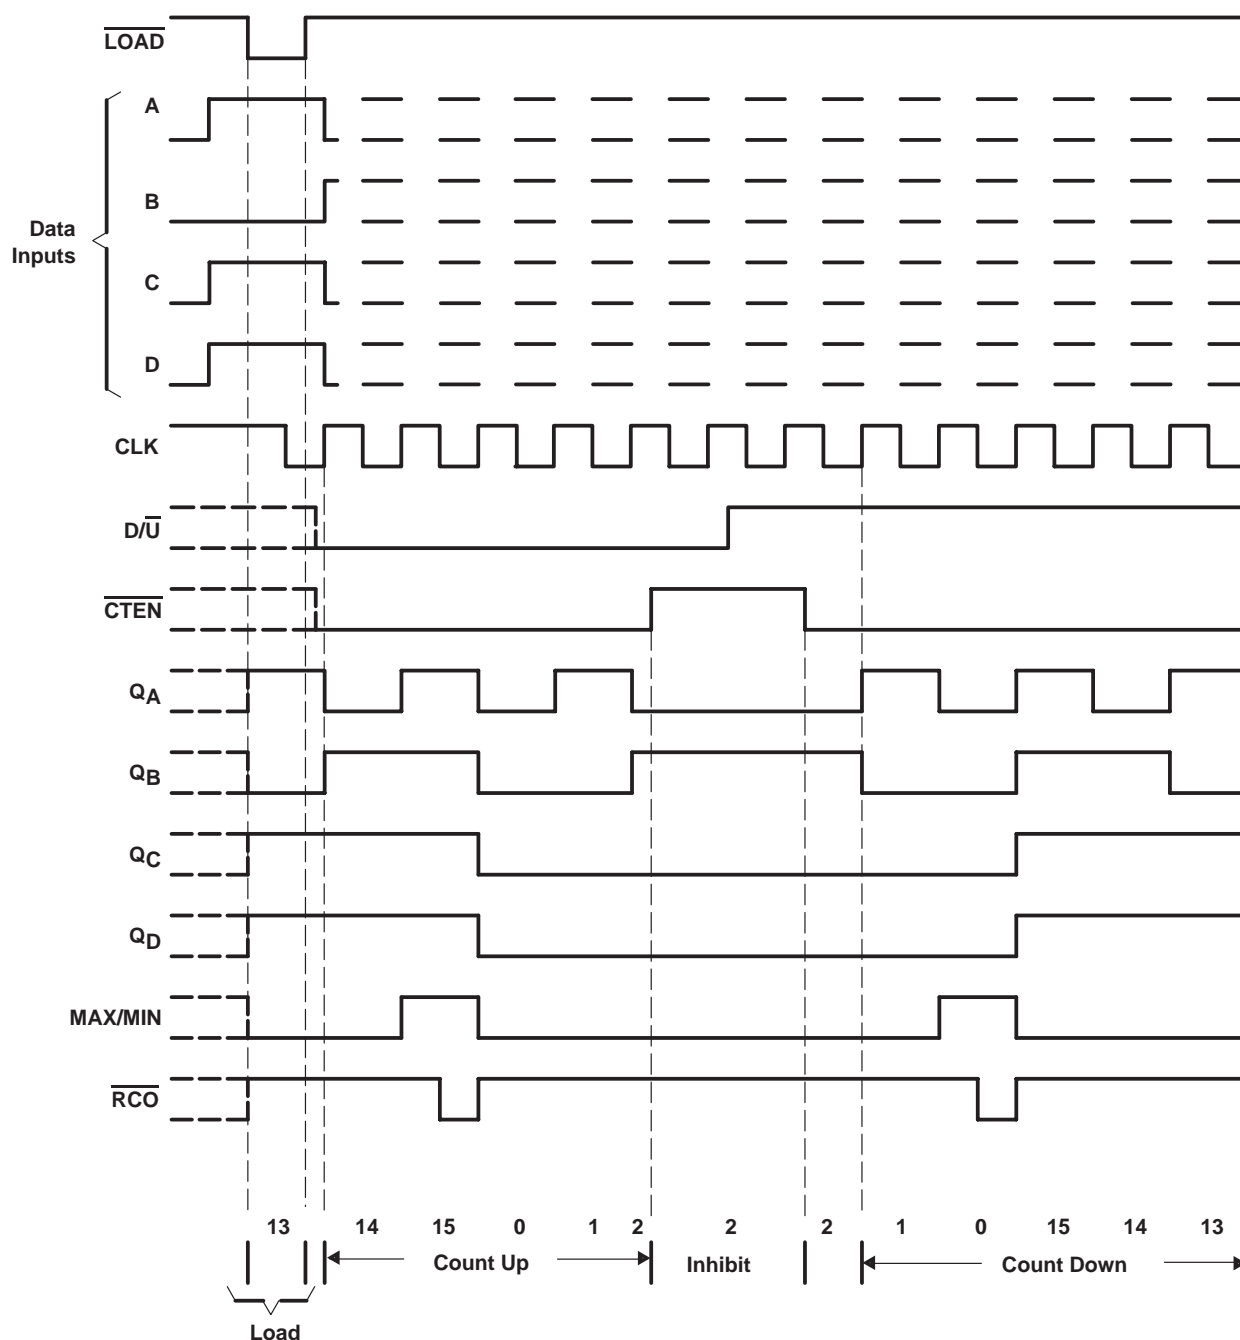 LOAD
A
B
Data
Inputs
C
D
CLK
D/U
CTEN
QA
QB
QC
QD
MAX/MIN
RCO
13 14 15 0 1 2 2 2 1 0 15 14 13
Count Up Inhibit Count Down
Load